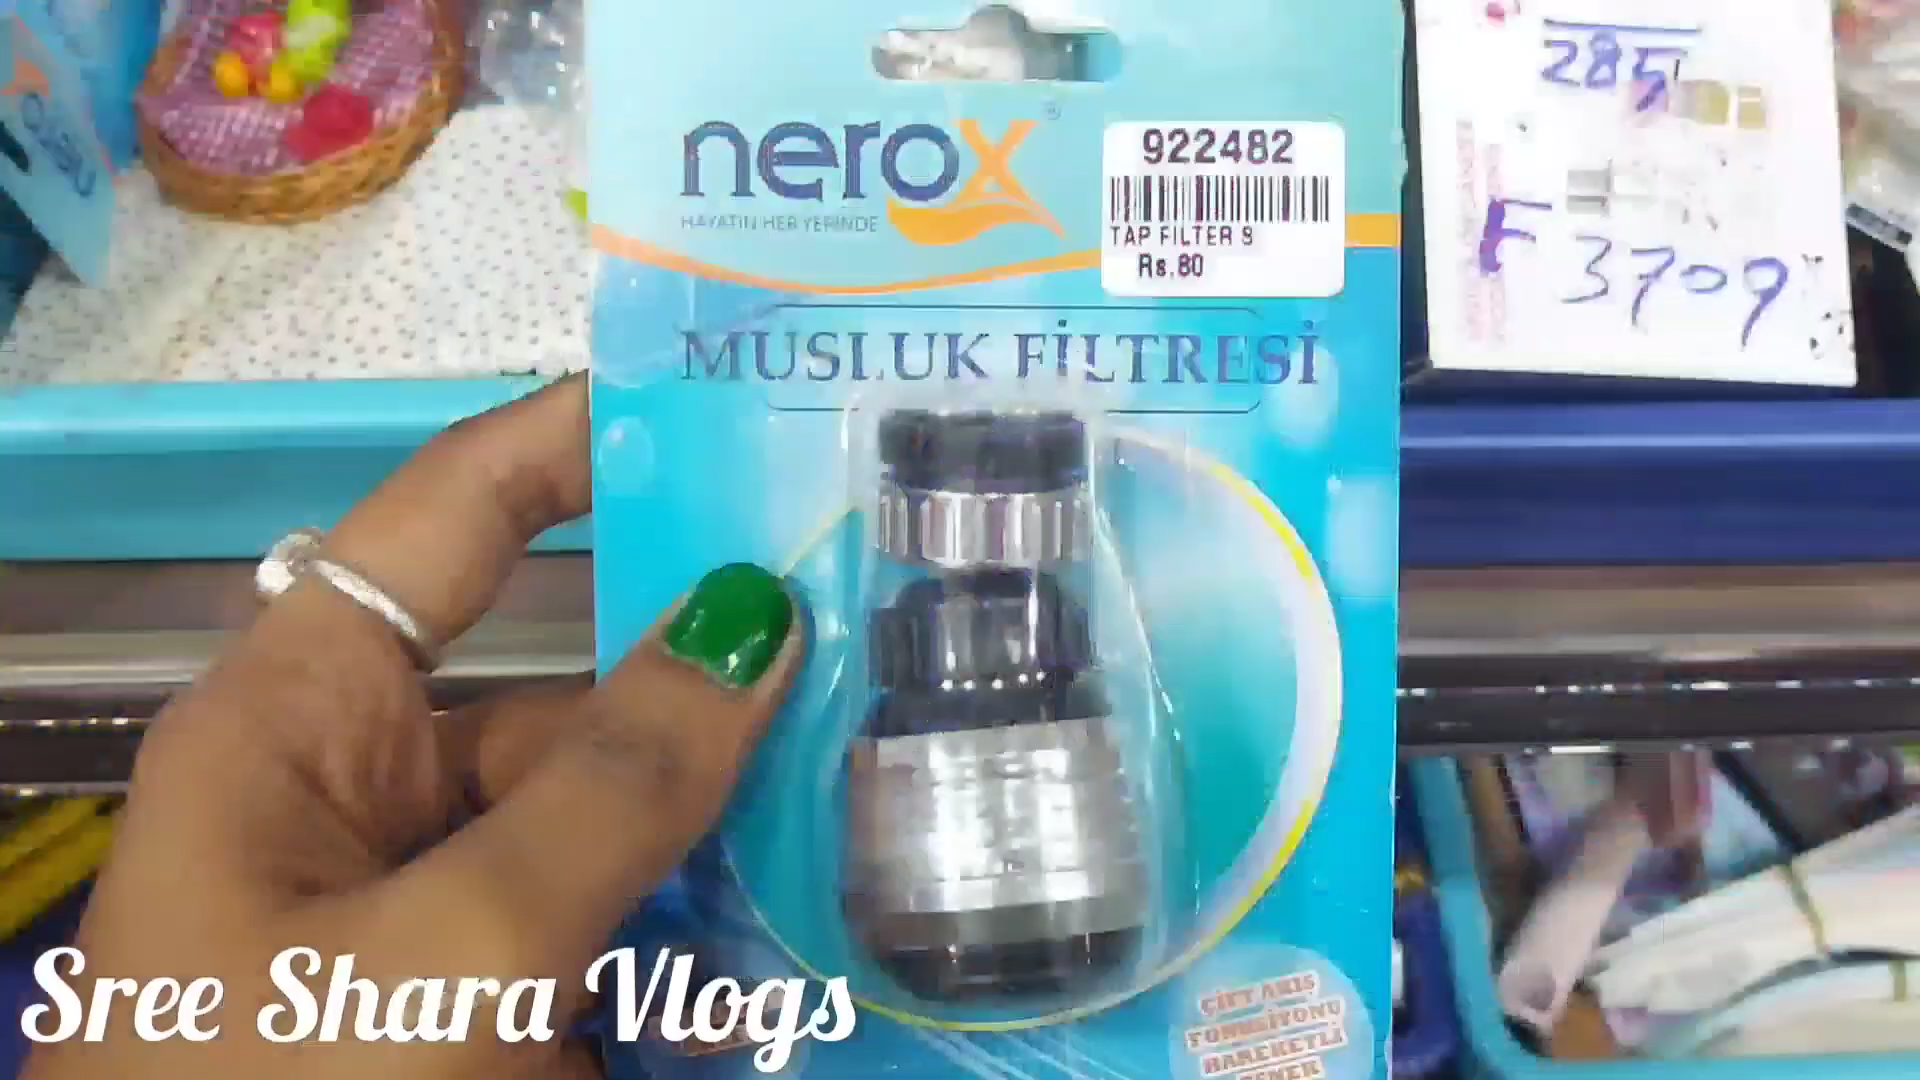 nerox
HAYATIN HER YERİNDE
922482
TAP FILTER S
Rs.80
MUSLUK FİLTRESİ
285
F
3709
ÇİFT AKIŞ
FONKSİYONU
HAREKETLİ
Sree Shara Vlogs